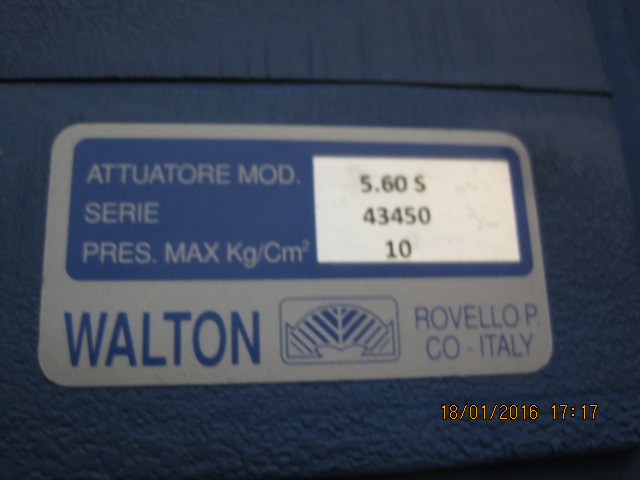 ATTUATORE MOD. 5.60 S
SERIE 43450
PRES. MAX Kg/Cm² 10
WALTON
ROVELLO P.
CO - ITALY
18/01/2016 17:17